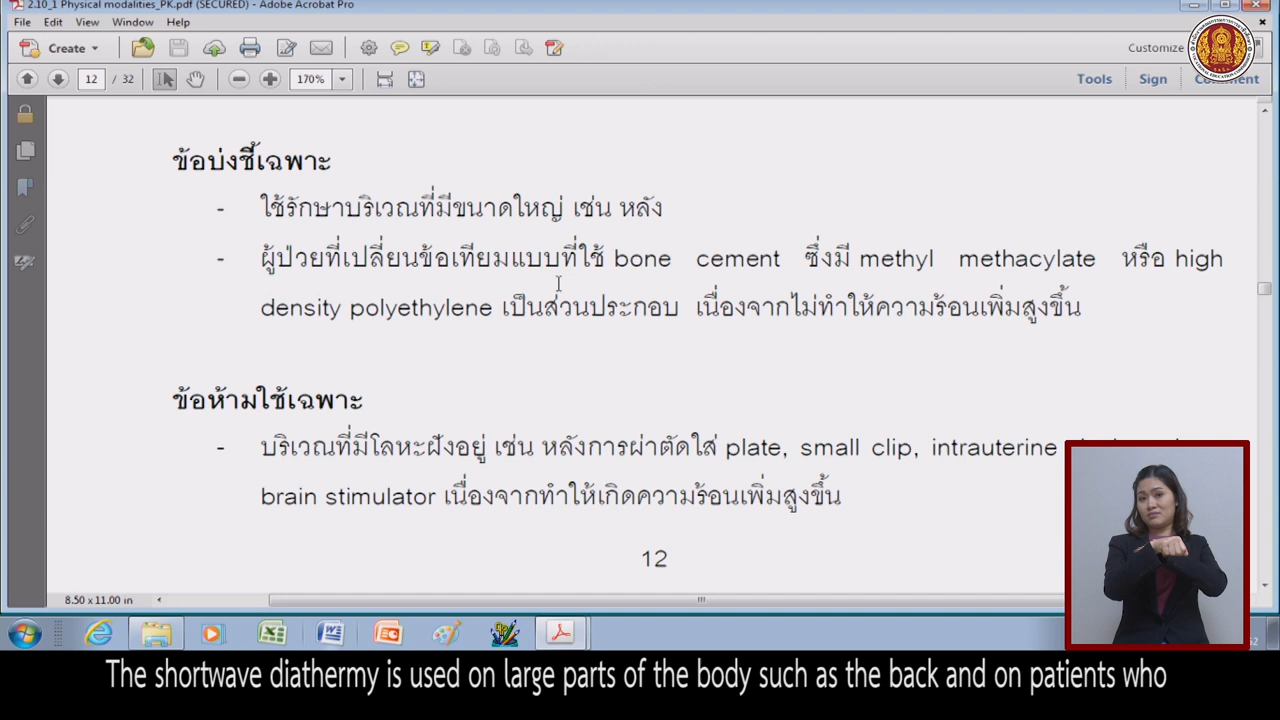 2.10_1 Physical modalities_PK.pdf (SECURED) - Adobe Acrobat Pro
File Edit View Window Help
Create Customize
12 / 32 170% Tools Sign Comment
ข้อบ่งชี้เฉพาะ
- ใช้รักษาบริเวณที่มีขนาดใหญ่ เช่น หลัง
- ผู้ป่วยที่เปลี่ยนข้อเทียมแบบที่ใช้ bone cement ซึ่งมี methyl methacylate หรือ high
density polyethylene เป็นส่วนประกอบ เนื่องจากไม่ทำให้ความร้อนเพิ่มสูงขึ้น
ข้อห้ามใช้เฉพาะ
- บริเวณที่มีโลหะฝังอยู่ เช่น หลังการผ่าตัดใส่ plate, small clip, intrauterine
brain stimulator เนื่องจากทำให้เกิดความร้อนเพิ่มสูงขึ้น
12
8.50 x 11.00 in
The shortwave diathermy is used on large parts of the body such as the back and on patients who